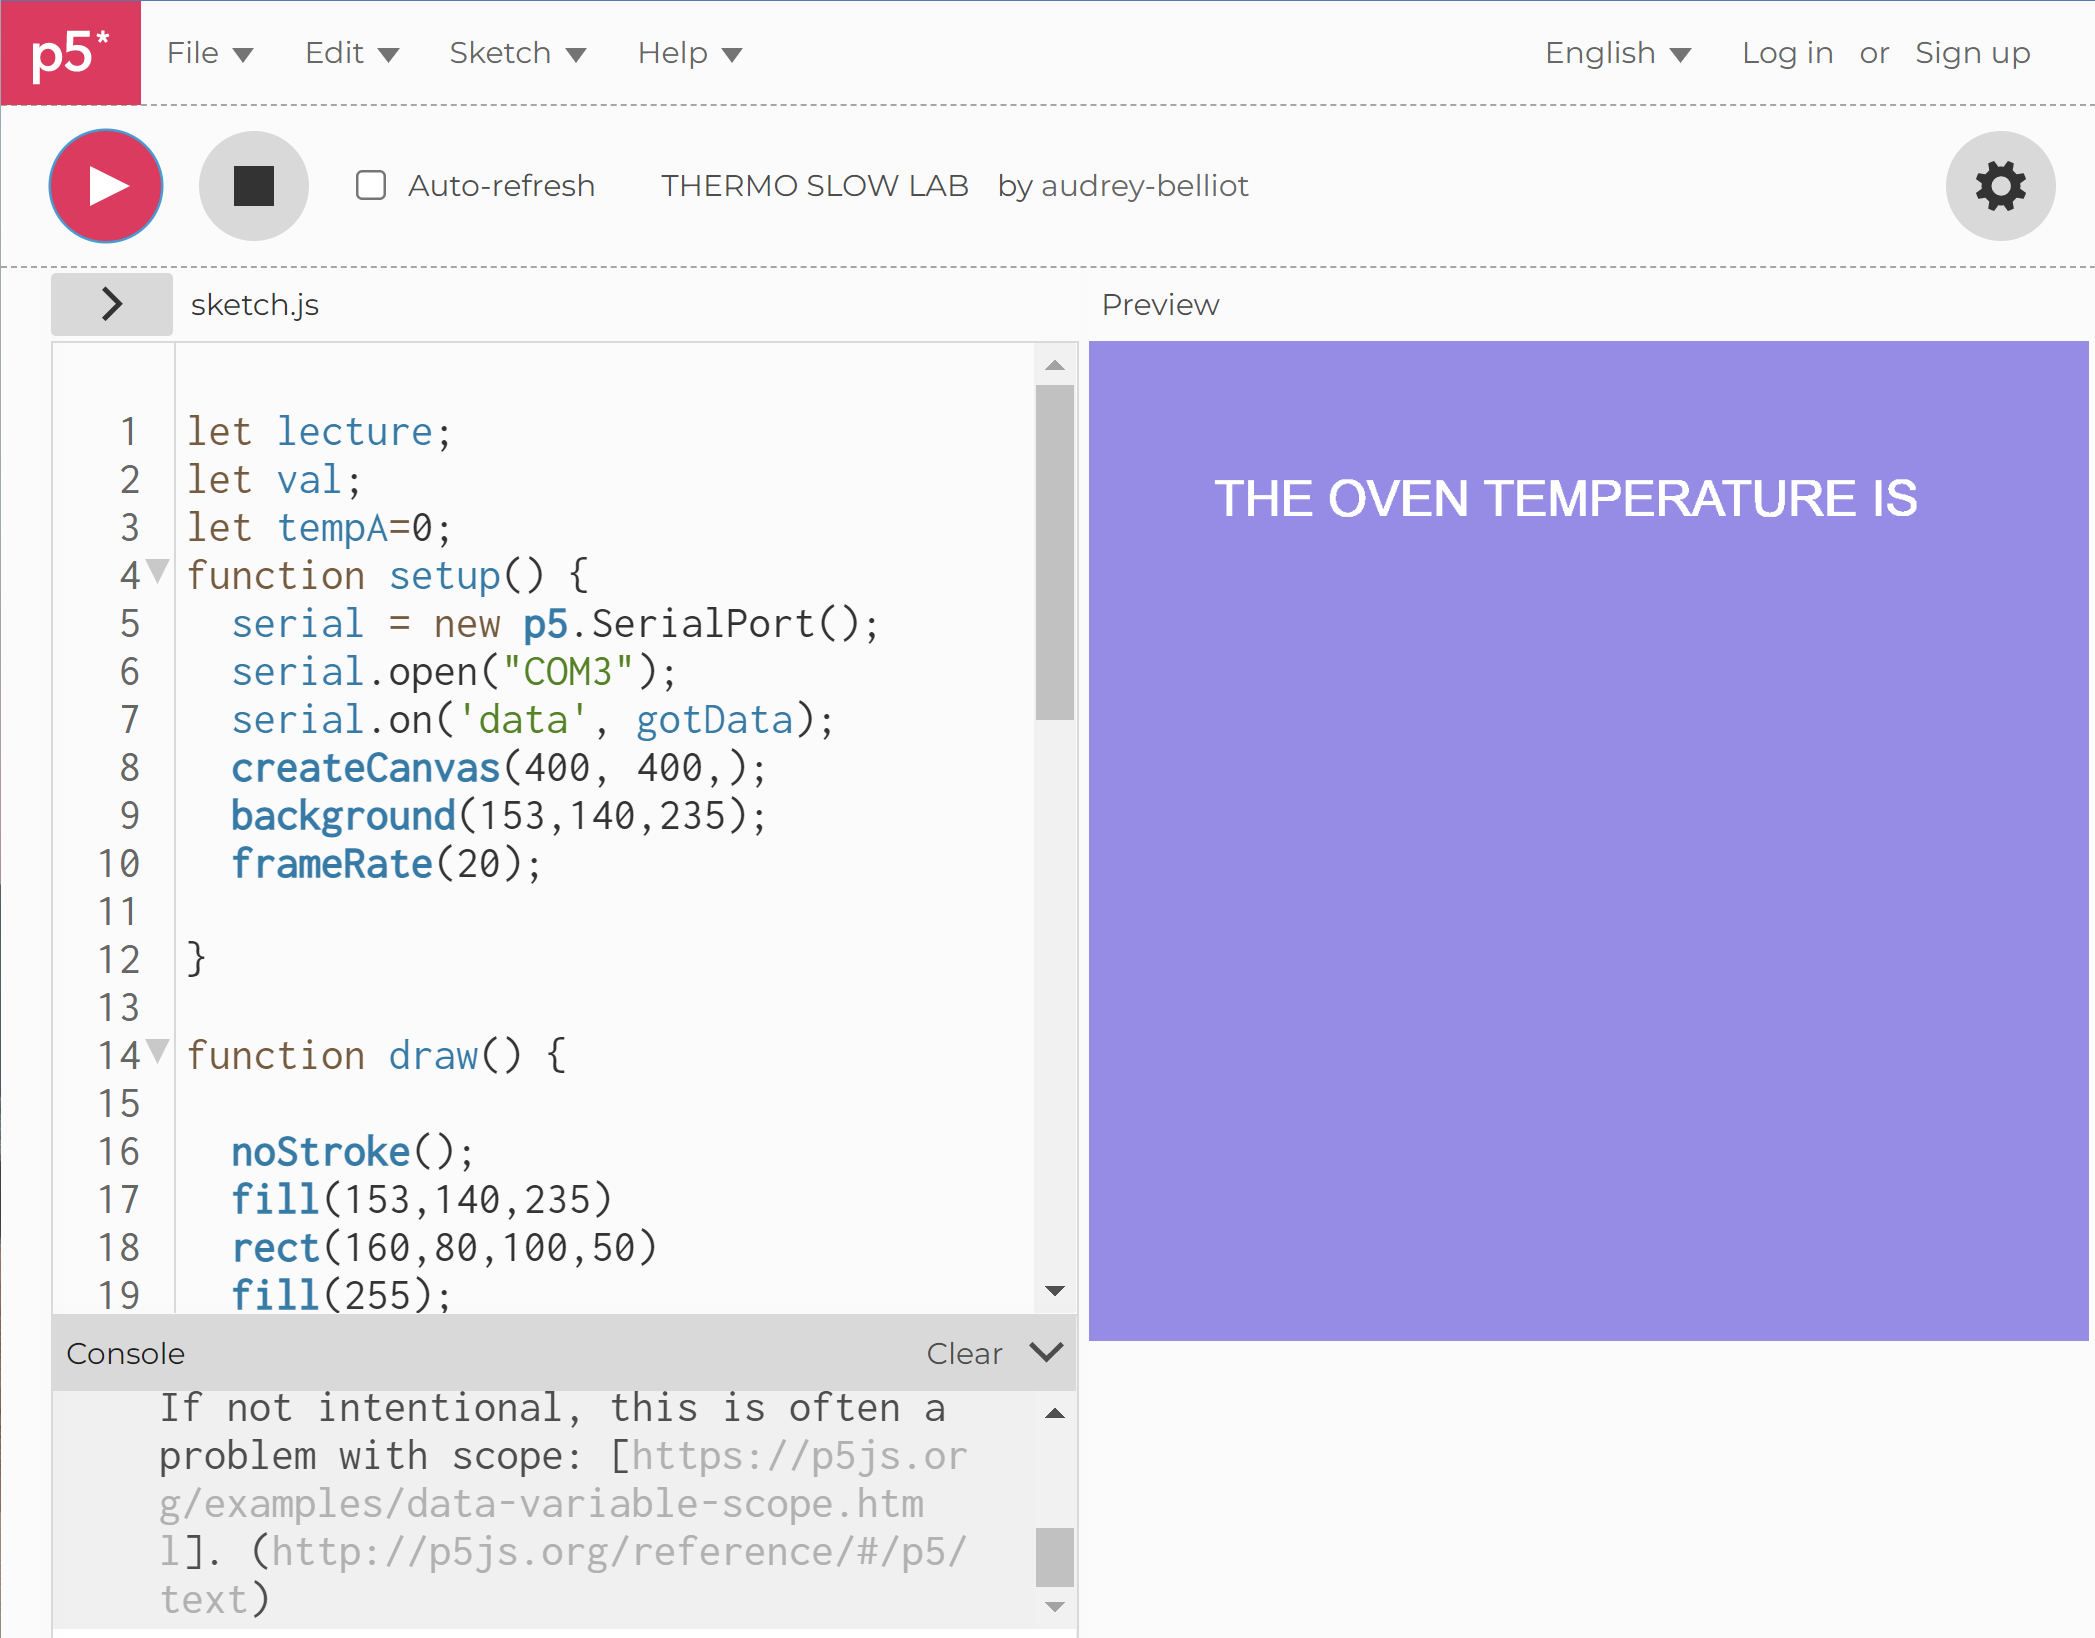 p5* File Edit Sketch Help English Log in or Sign up
Auto-refresh THERMO SLOW LAB by audrey-belliot
sketch.js
1 let lecture;
2 let val;
3 let tempA=0;
4 function setup() {
5 serial = new p5.SerialPort();
6 serial.open("COM3");
7 serial.on('data', gotData);
8 createCanvas(400, 400,);
9 background(153,140,235);
10 frameRate(20);
11
12 }
13
14 function draw() {
15
16 noStroke();
17 fill(153,140,235)
18 rect(160,80,100,50)
19 fill(255);
Console Clear
If not intentional, this is often a
problem with scope: [https://p5js.or
g/examples/data-variable-scope.htm
l]. (http://p5js.org/reference/#/p5/
text)
Preview
THE OVEN TEMPERATURE IS